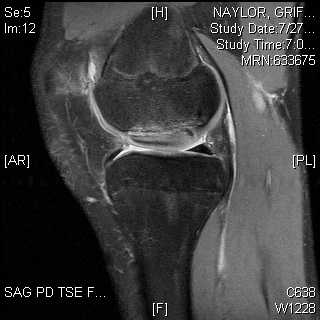 Se:5
Im:12
[H]
NAYLOR, GRIF...
Study Date:7/27...
Study Time:7:0...
MRN:633675
[AR]
[PL]
SAG PD TSE F...
[F]
C638
W1228